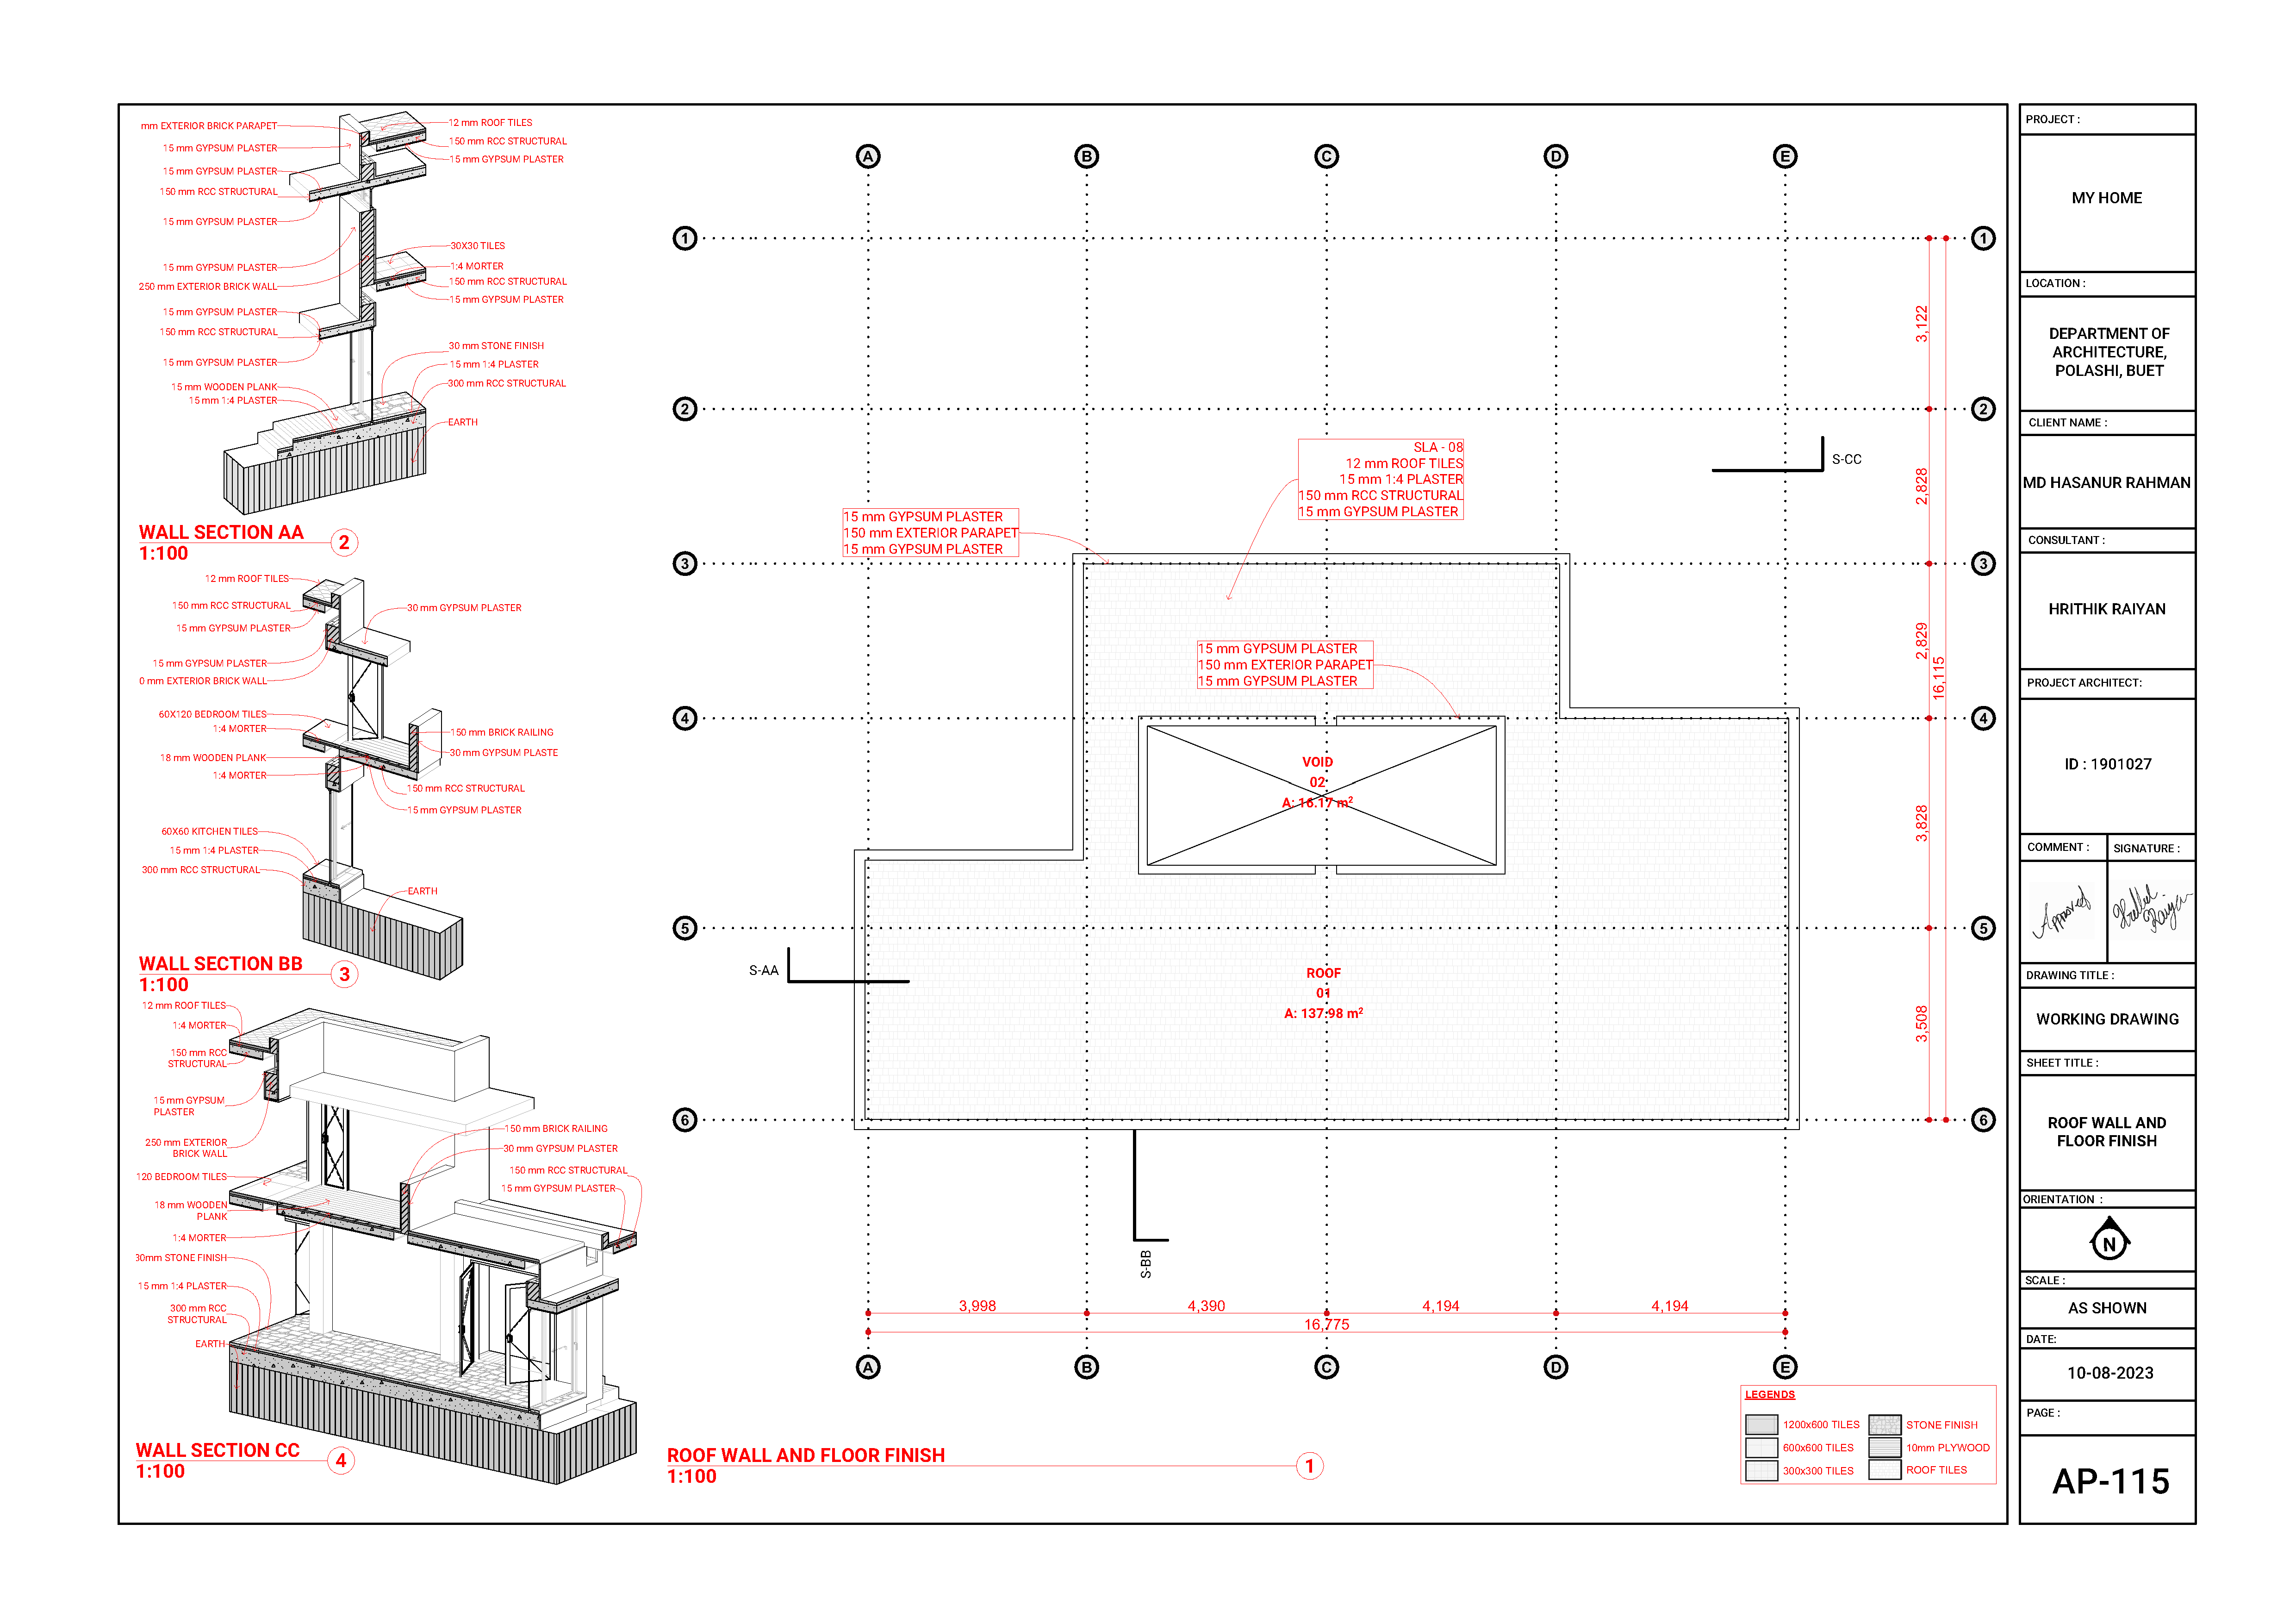 mm EXTERIOR BRICK PARAPET
15 mm GYPSUM PLASTER
15 mm GYPSUM PLASTER
150 mm RCC STRUCTURAL
15 mm GYPSUM PLASTER
15 mm GYPSUM PLASTER
250 mm EXTERIOR BRICK WALL
15 mm GYPSUM PLASTER
150 mm RCC STRUCTURAL
15 mm GYPSUM PLASTER
15 mm WOODEN PLANK
15 mm 1:4 PLASTER
12 mm ROOF TILES
150 mm RCC STRUCTURAL
15 mm GYPSUM PLASTER
30X30 TILES
1:4 MORTER
150 mm RCC STRUCTURAL
15 mm GYPSUM PLASTER
30 mm STONE FINISH
15 mm 1:4 PLASTER
300 mm RCC STRUCTURAL
EARTH
WALL SECTION AA
1:100
2
12 mm ROOF TILES
150 mm RCC STRUCTURAL
15 mm GYPSUM PLASTER
15 mm GYPSUM PLASTER
0 mm EXTERIOR BRICK WALL
60X120 BEDROOM TILES
1:4 MORTER
18 mm WOODEN PLANK
1:4 MORTER
60X60 KITCHEN TILES
15 mm 1:4 PLASTER
300 mm RCC STRUCTURAL
30 mm GYPSUM PLASTER
150 mm BRICK RAILING
30 mm GYPSUM PLASTE
150 mm RCC STRUCTURAL
15 mm GYPSUM PLASTER
EARTH
WALL SECTION BB
1:100
3
12 mm ROOF TILES
1:4 MORTER
150 mm RCC
STRUCTURAL
15 mm GYPSUM
PLASTER
250 mm EXTERIOR
BRICK WALL
120 BEDROOM TILES
18 mm WOODEN
PLANK
1:4 MORTER
30mm STONE FINISH
15 mm 1:4 PLASTER
300 mm RCC
STRUCTURAL
EARTH
150 mm BRICK RAILING
30 mm GYPSUM PLASTER
150 mm RCC STRUCTURAL
15 mm GYPSUM PLASTER
WALL SECTION CC
1:100
4
A B C D E
1 1
2 2
3 3
4 4
5 5
6 6
SLA - 08
12 mm ROOF TILES
15 mm 1:4 PLASTER
150 mm RCC STRUCTURAL
15 mm GYPSUM PLASTER
15 mm GYPSUM PLASTER
150 mm EXTERIOR PARAPET
15 mm GYPSUM PLASTER
15 mm GYPSUM PLASTER
150 mm EXTERIOR PARAPET
15 mm GYPSUM PLASTER
VOID
02
A: 16.17 m²
ROOF
01
A: 137.98 m²
S-CC
S-AA
S-BB
3,122
2,828
2,829
16,115
3,828
3,508
3,998 4,390 4,194 4,194
16,775
A B C D E
ROOF WALL AND FLOOR FINISH
1:100
1
LEGENDS
1200x600 TILES
600x600 TILES
300x300 TILES
STONE FINISH
10mm PLYWOOD
ROOF TILES
PROJECT :
MY HOME
LOCATION :
DEPARTMENT OF
ARCHITECTURE,
POLASHI, BUET
CLIENT NAME :
MD HASANUR RAHMAN
CONSULTANT :
HRITHIK RAIYAN
PROJECT ARCHITECT:
ID : 1901027
COMMENT :
Approved
SIGNATURE :
DRAWING TITLE :
WORKING DRAWING
SHEET TITLE :
ROOF WALL AND
FLOOR FINISH
ORIENTATION :
N
SCALE :
AS SHOWN
DATE:
10-08-2023
PAGE :
AP-115